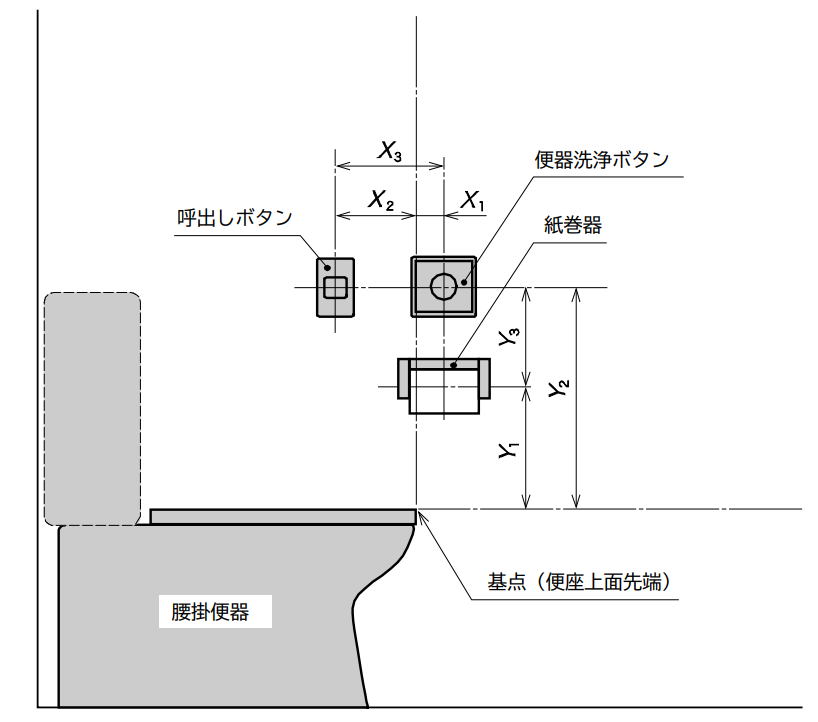 X3
便器洗浄ボタン
X2
X1
呼出しボタン
紙巻器
Y3
Y2
Y1
基点（便座上面先端）
腰掛便器